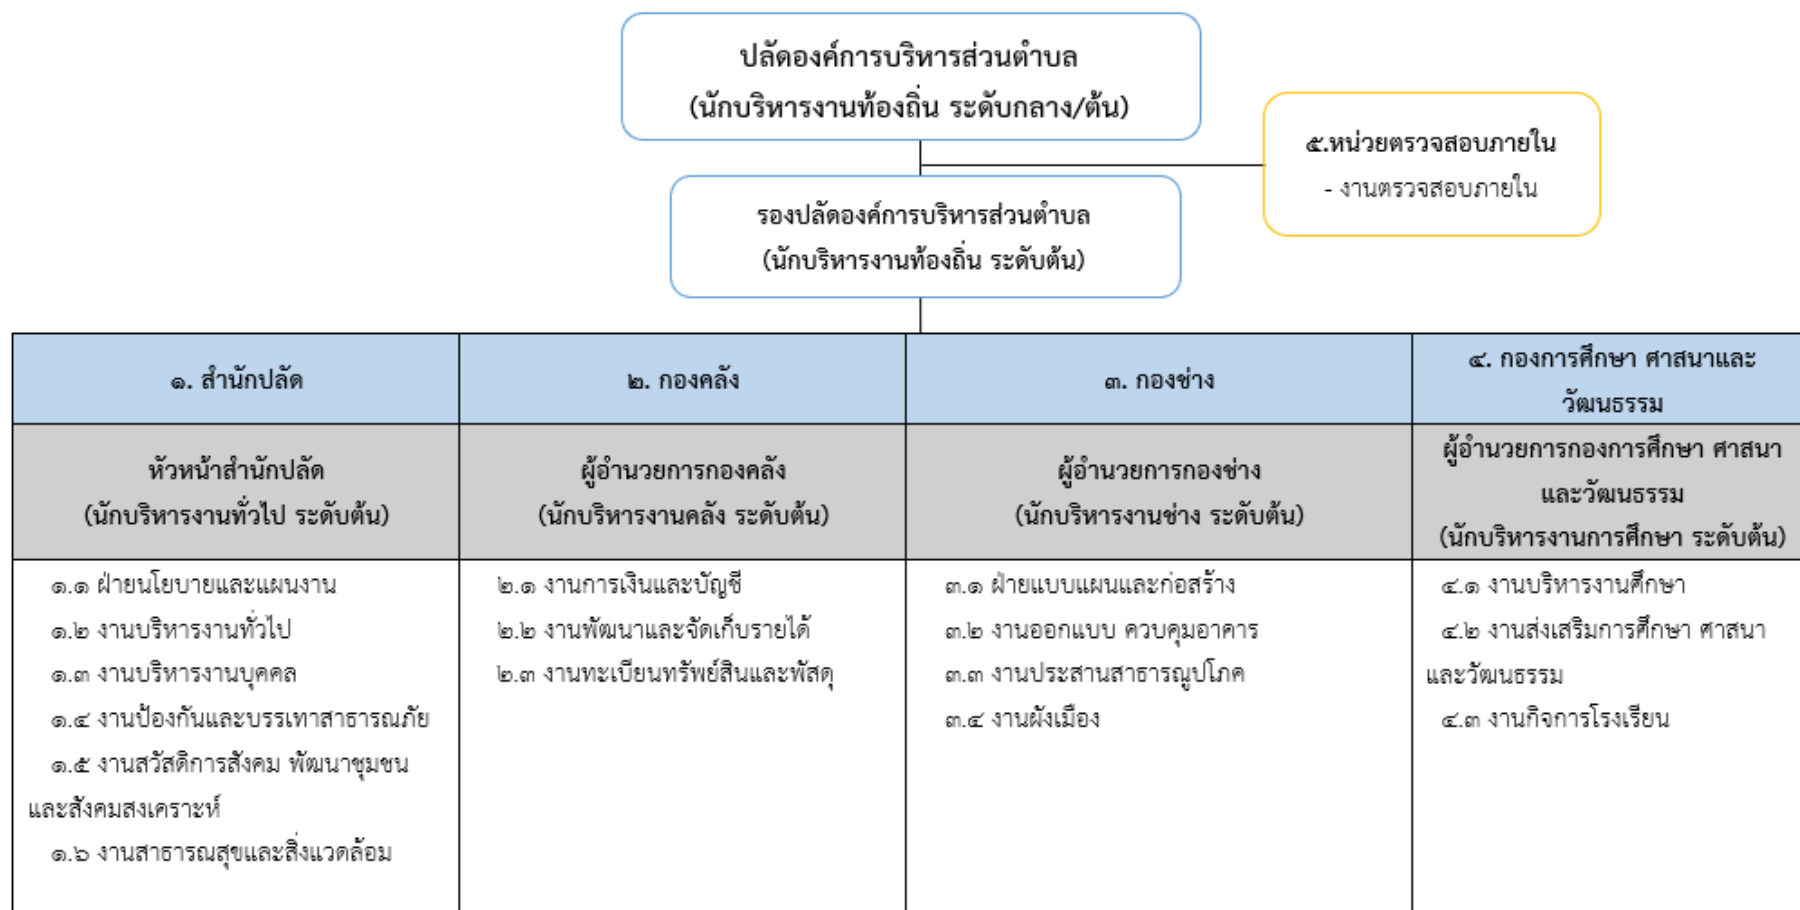 ปลัดองค์การบริหารส่วนตำบล
(นักบริหารงานท้องถิ่น ระดับกลาง/ต้น)
๕.หน่วยตรวจสอบภายใน
- งานตรวจสอบภายใน
รองปลัดองค์การบริหารส่วนตำบล
(นักบริหารงานท้องถิ่น ระดับต้น)
๑. สำนักปลัด
หัวหน้าสำนักปลัด
(นักบริหารงานทั่วไป ระดับต้น)
๑.๑ ฝ่ายนโยบายและแผนงาน
๑.๒ งานบริหารงานทั่วไป
๑.๓ งานบริหารงานบุคคล
๑.๔ งานป้องกันและบรรเทาสาธารณภัย
๑.๕ งานสวัสดิการสังคม พัฒนาชุมชน
และสังคมสงเคราะห์
๑.๖ งานสาธารณสุขและสิ่งแวดล้อม
๒. กองคลัง
ผู้อำนวยการกองคลัง
(นักบริหารงานคลัง ระดับต้น)
๒.๑ งานการเงินและบัญชี
๒.๒ งานพัฒนาและจัดเก็บรายได้
๒.๓ งานทะเบียนทรัพย์สินและพัสดุ
๓. กองช่าง
ผู้อำนวยการกองช่าง
(นักบริหารงานช่าง ระดับต้น)
๓.๑ ฝ่ายแบบแผนและก่อสร้าง
๓.๒ งานออกแบบ ควบคุมอาคาร
๓.๓ งานประสานสาธารณูปโภค
๓.๔ งานผังเมือง
๔. กองการศึกษา ศาสนาและ
วัฒนธรรม
ผู้อำนวยการกองการศึกษา ศาสนา
และวัฒนธรรม
(นักบริหารงานการศึกษา ระดับต้น)
๔.๑ งานบริหารงานศึกษา
๔.๒ งานส่งเสริมการศึกษา ศาสนา
และวัฒนธรรม
๔.๓ งานกิจการโรงเรียน